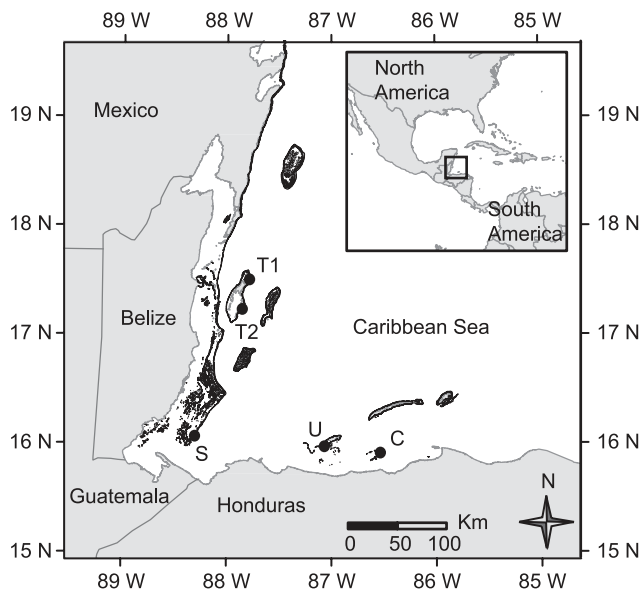 89 W 88 W 87 W 86 W 85 W
North
America
Mexico
19 N 19 N
18 N 18 N
South
America
T1
Belize
T2
Caribbean Sea
17 N 17 N
16 N 16 N
S U C
Guatemala
Honduras
N
Km
0 50 100
15 N 15 N
89 W 88 W 87 W 86 W 85 W